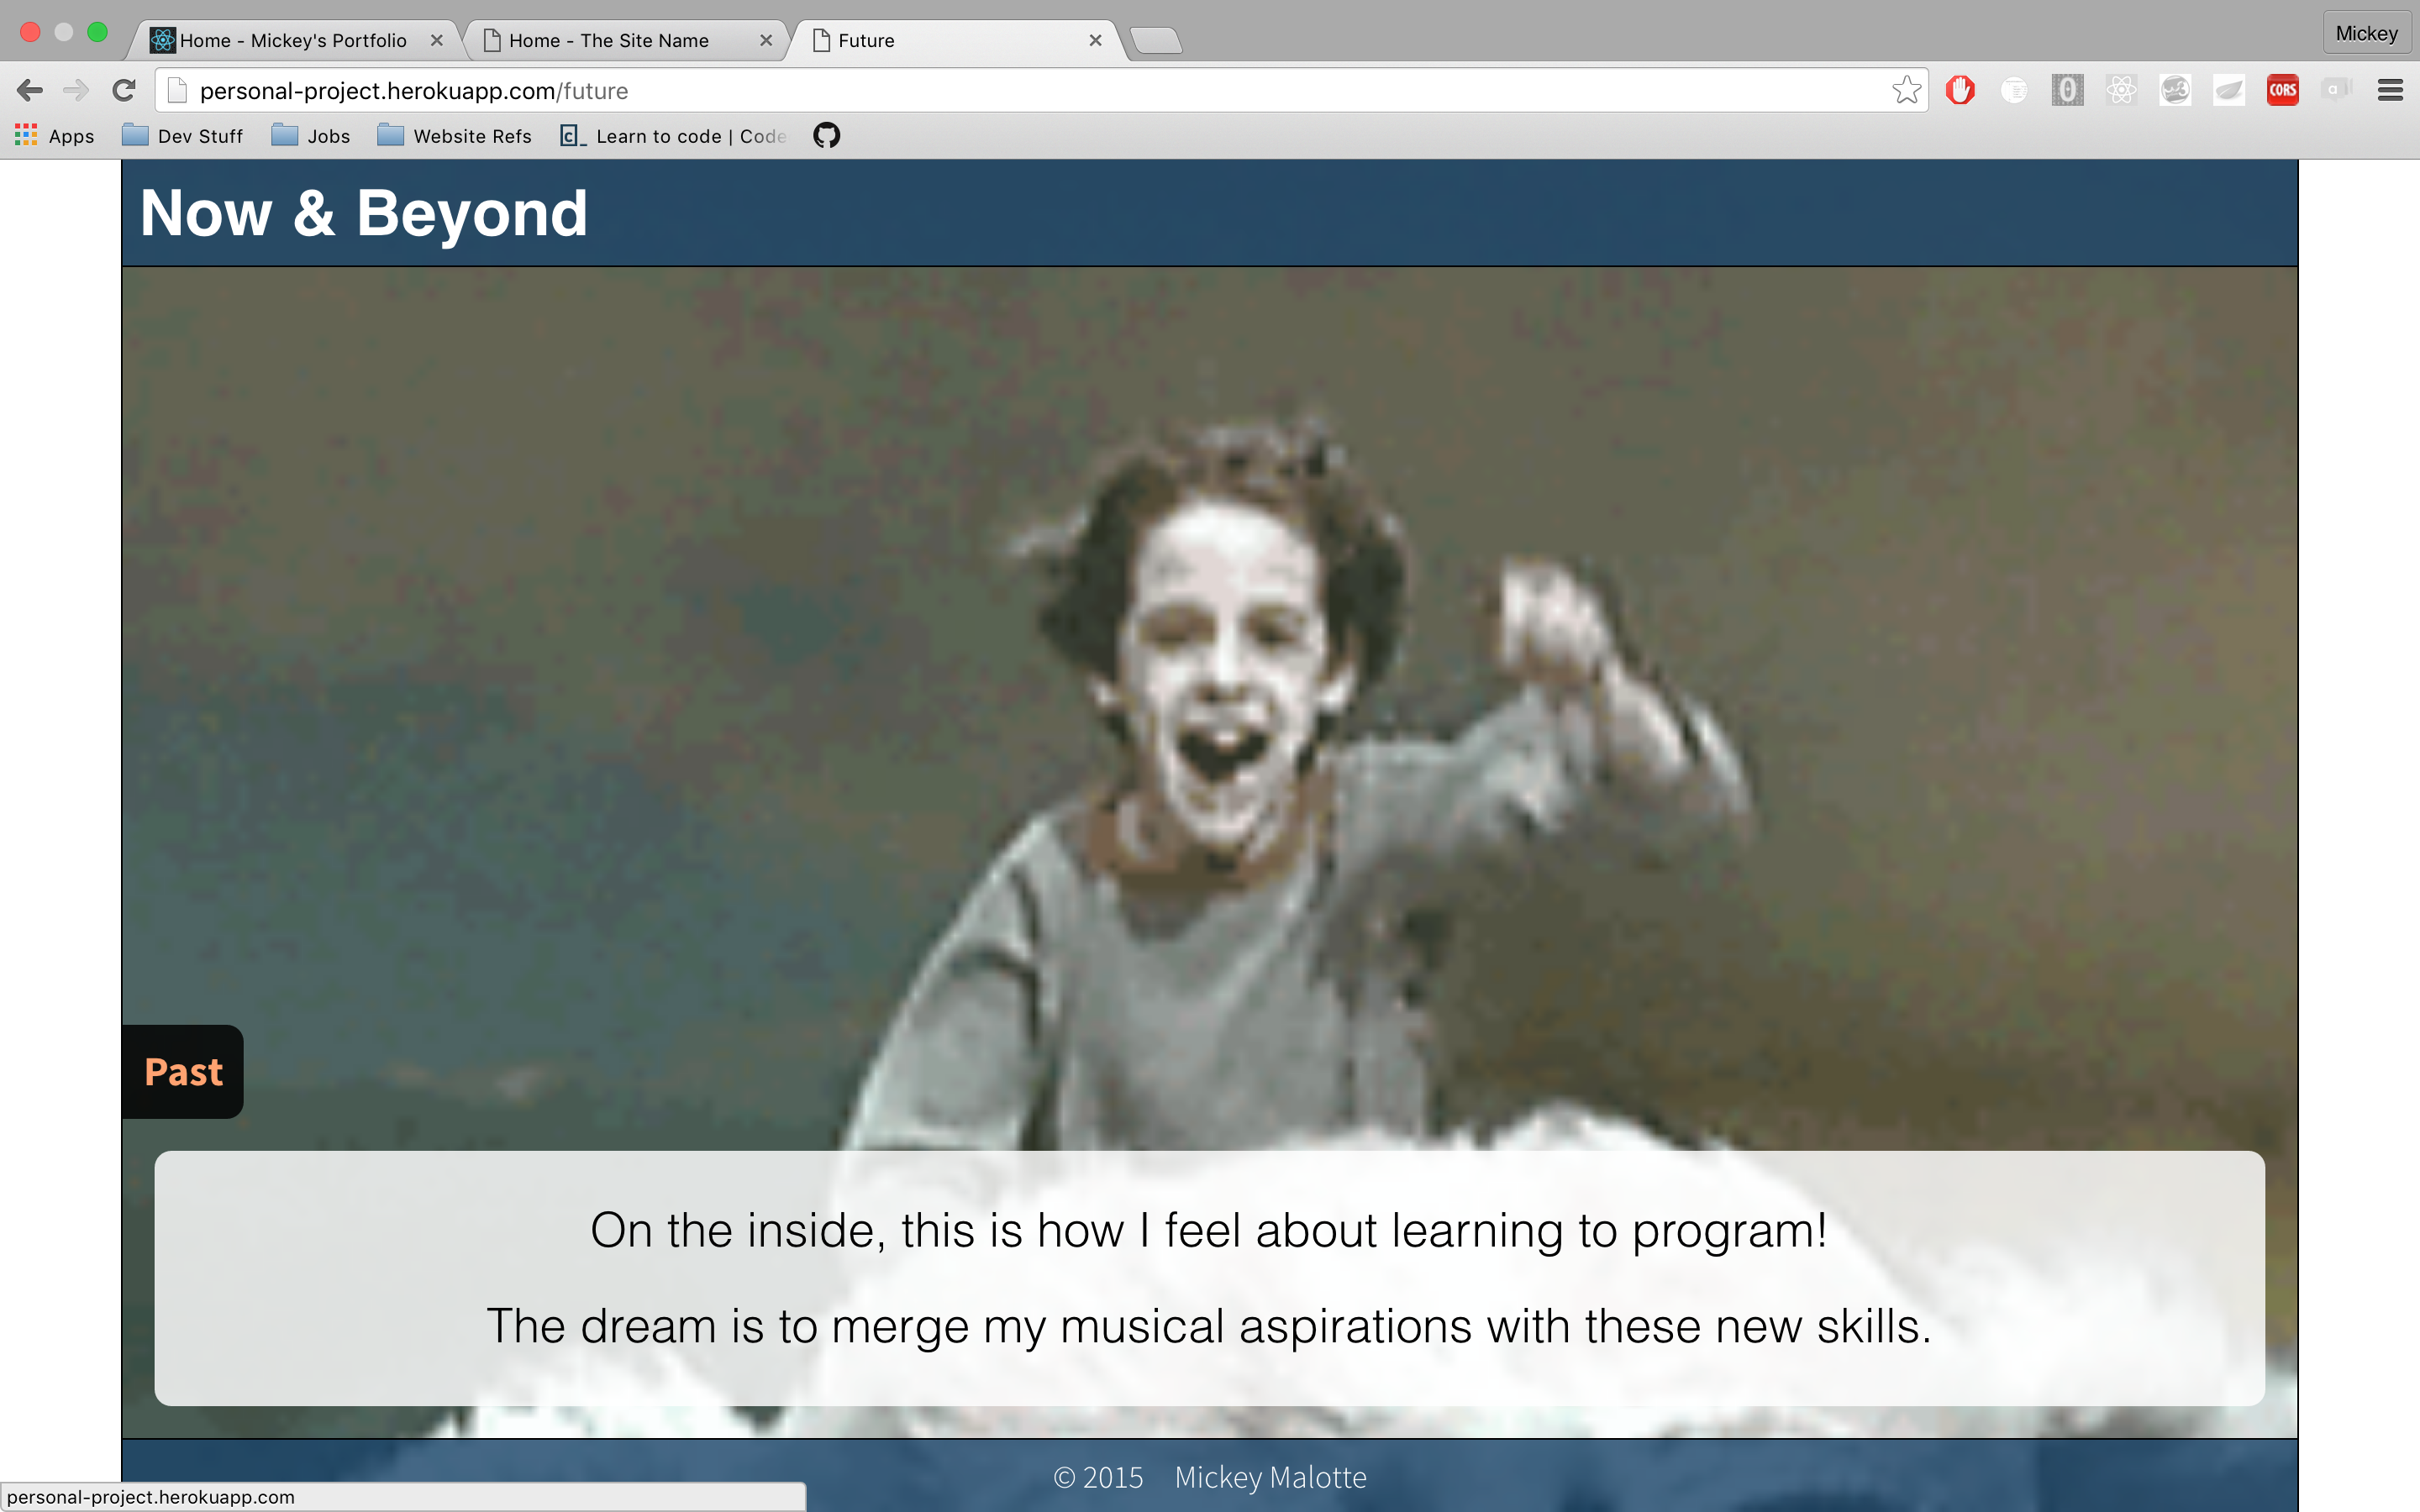 Home - Mickey's Portfolio
Home - The Site Name
Future
Mickey
personal-project.herokuapp.com/future
0
CORS
a
Apps
Dev Stuff
Jobs
Website Refs
Learn to code | Code
Now & Beyond
Past
On the inside, this is how I feel about learning to program!
The dream is to merge my musical aspirations with these new skills.
© 2015 Mickey Malotte
personal-project.herokuapp.com